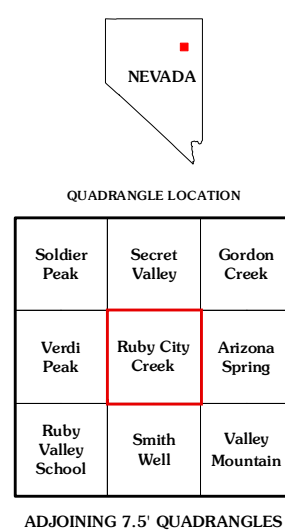 NEVADA
QUADRANGLE LOCATION
Soldier
Peak
Secret
Valley
Gordon
Creek
Verdi
Peak
Ruby City
Creek
Arizona
Spring
Ruby
Valley
School
Smith
Well
Valley
Mountain
ADJOINING 7.5' QUADRANGLES